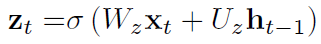 z_t = σ (W_z x_t + U_z h_{t−1})